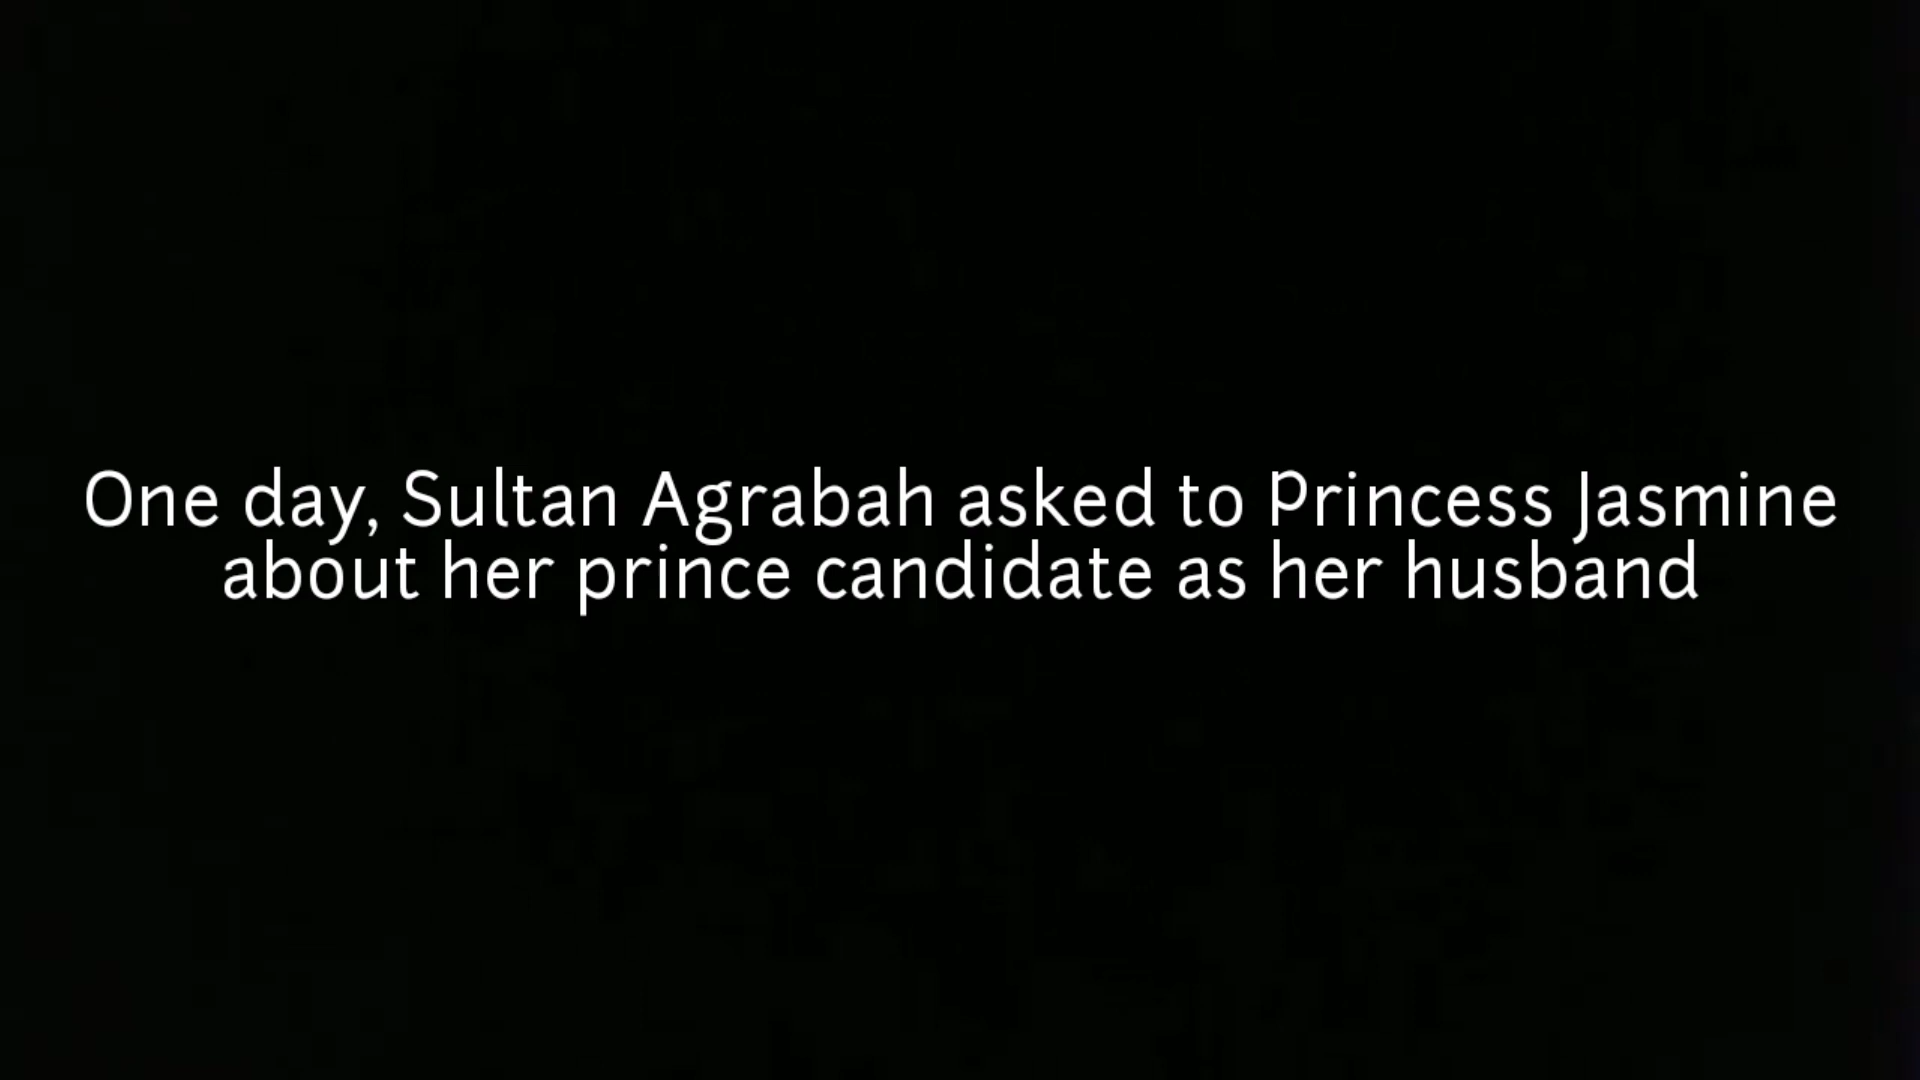 One day, Sultan Agrabah asked to Princess Jasmine
about her prince candidate as her husband